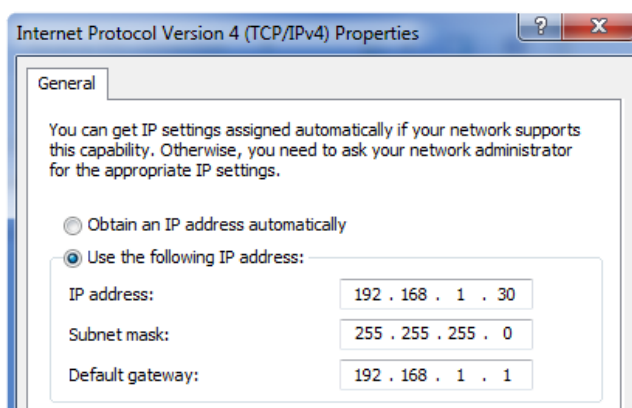 Internet Protocol Version 4 (TCP/IPv4) Properties
General
You can get IP settings assigned automatically if your network supports
this capability. Otherwise, you need to ask your network administrator
for the appropriate IP settings.
Obtain an IP address automatically
Use the following IP address:
IP address: 192 . 168 . 1 . 30
Subnet mask: 255 . 255 . 255 . 0
Default gateway: 192 . 168 . 1 . 1